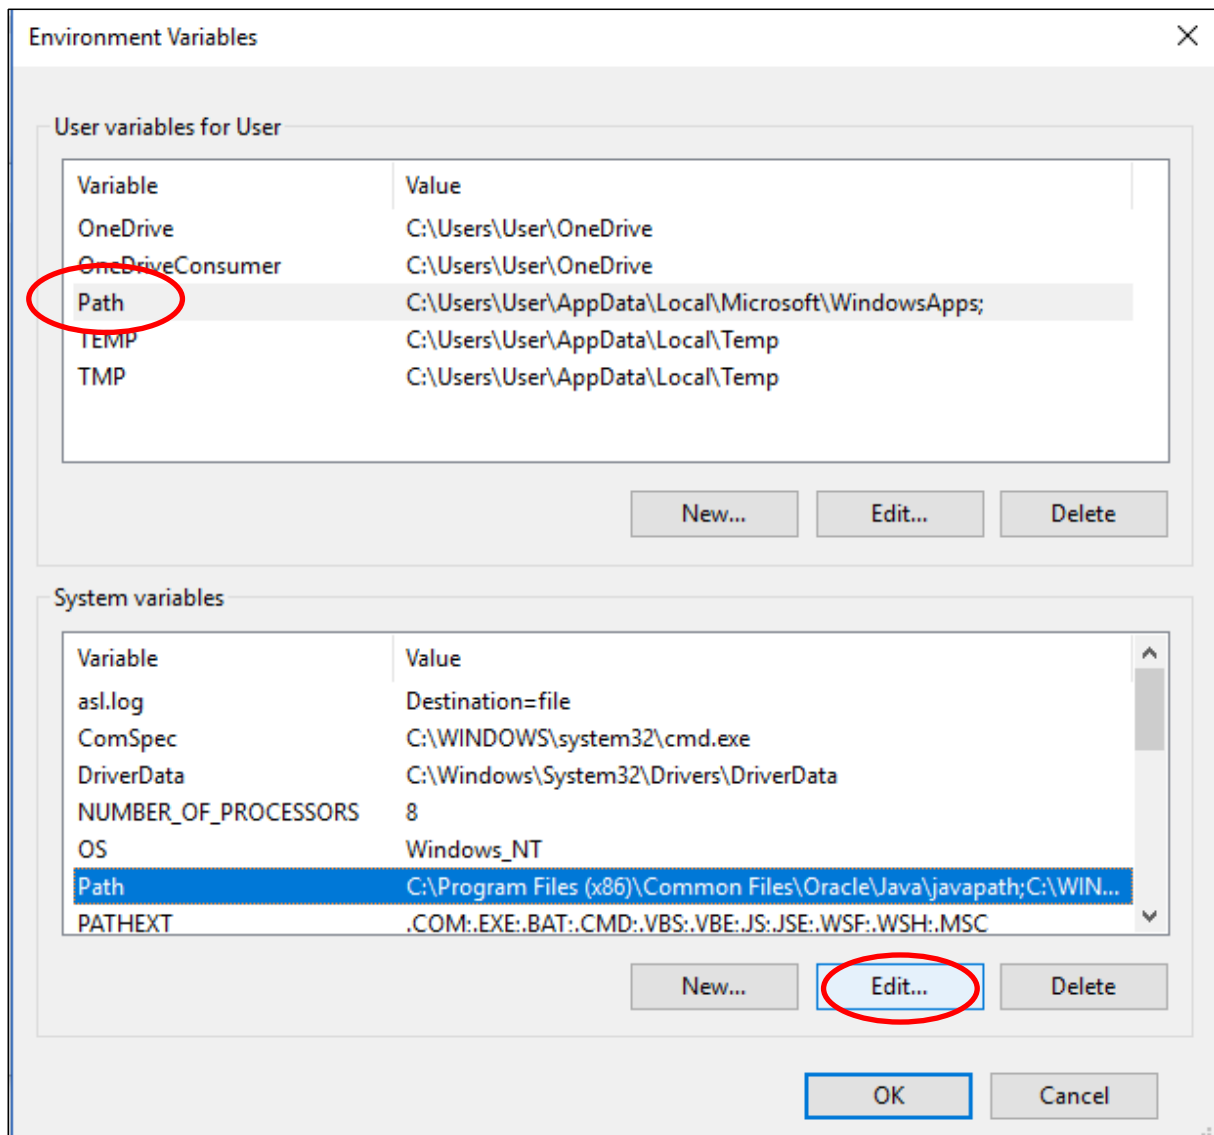 Environment Variables
User variables for User
Variable Value
OneDrive C:\Users\User\OneDrive
OneDriveConsumer C:\Users\User\OneDrive
Path C:\Users\User\AppData\Local\Microsoft\WindowsApps;
TEMP C:\Users\User\AppData\Local\Temp
TMP C:\Users\User\AppData\Local\Temp
New... Edit... Delete
System variables
Variable Value
asl.log Destination=file
ComSpec C:\WINDOWS\system32\cmd.exe
DriverData C:\Windows\System32\Drivers\DriverData
NUMBER_OF_PROCESSORS 8
OS Windows_NT
Path C:\Program Files (x86)\Common Files\Oracle\Java\javapath;C:\WIN...
PATHEXT .COM;.EXE;.BAT;.CMD;.VBS;.VBE;.JS;.JSE;.WSF;.WSH;.MSC
New... Edit... Delete
OK Cancel